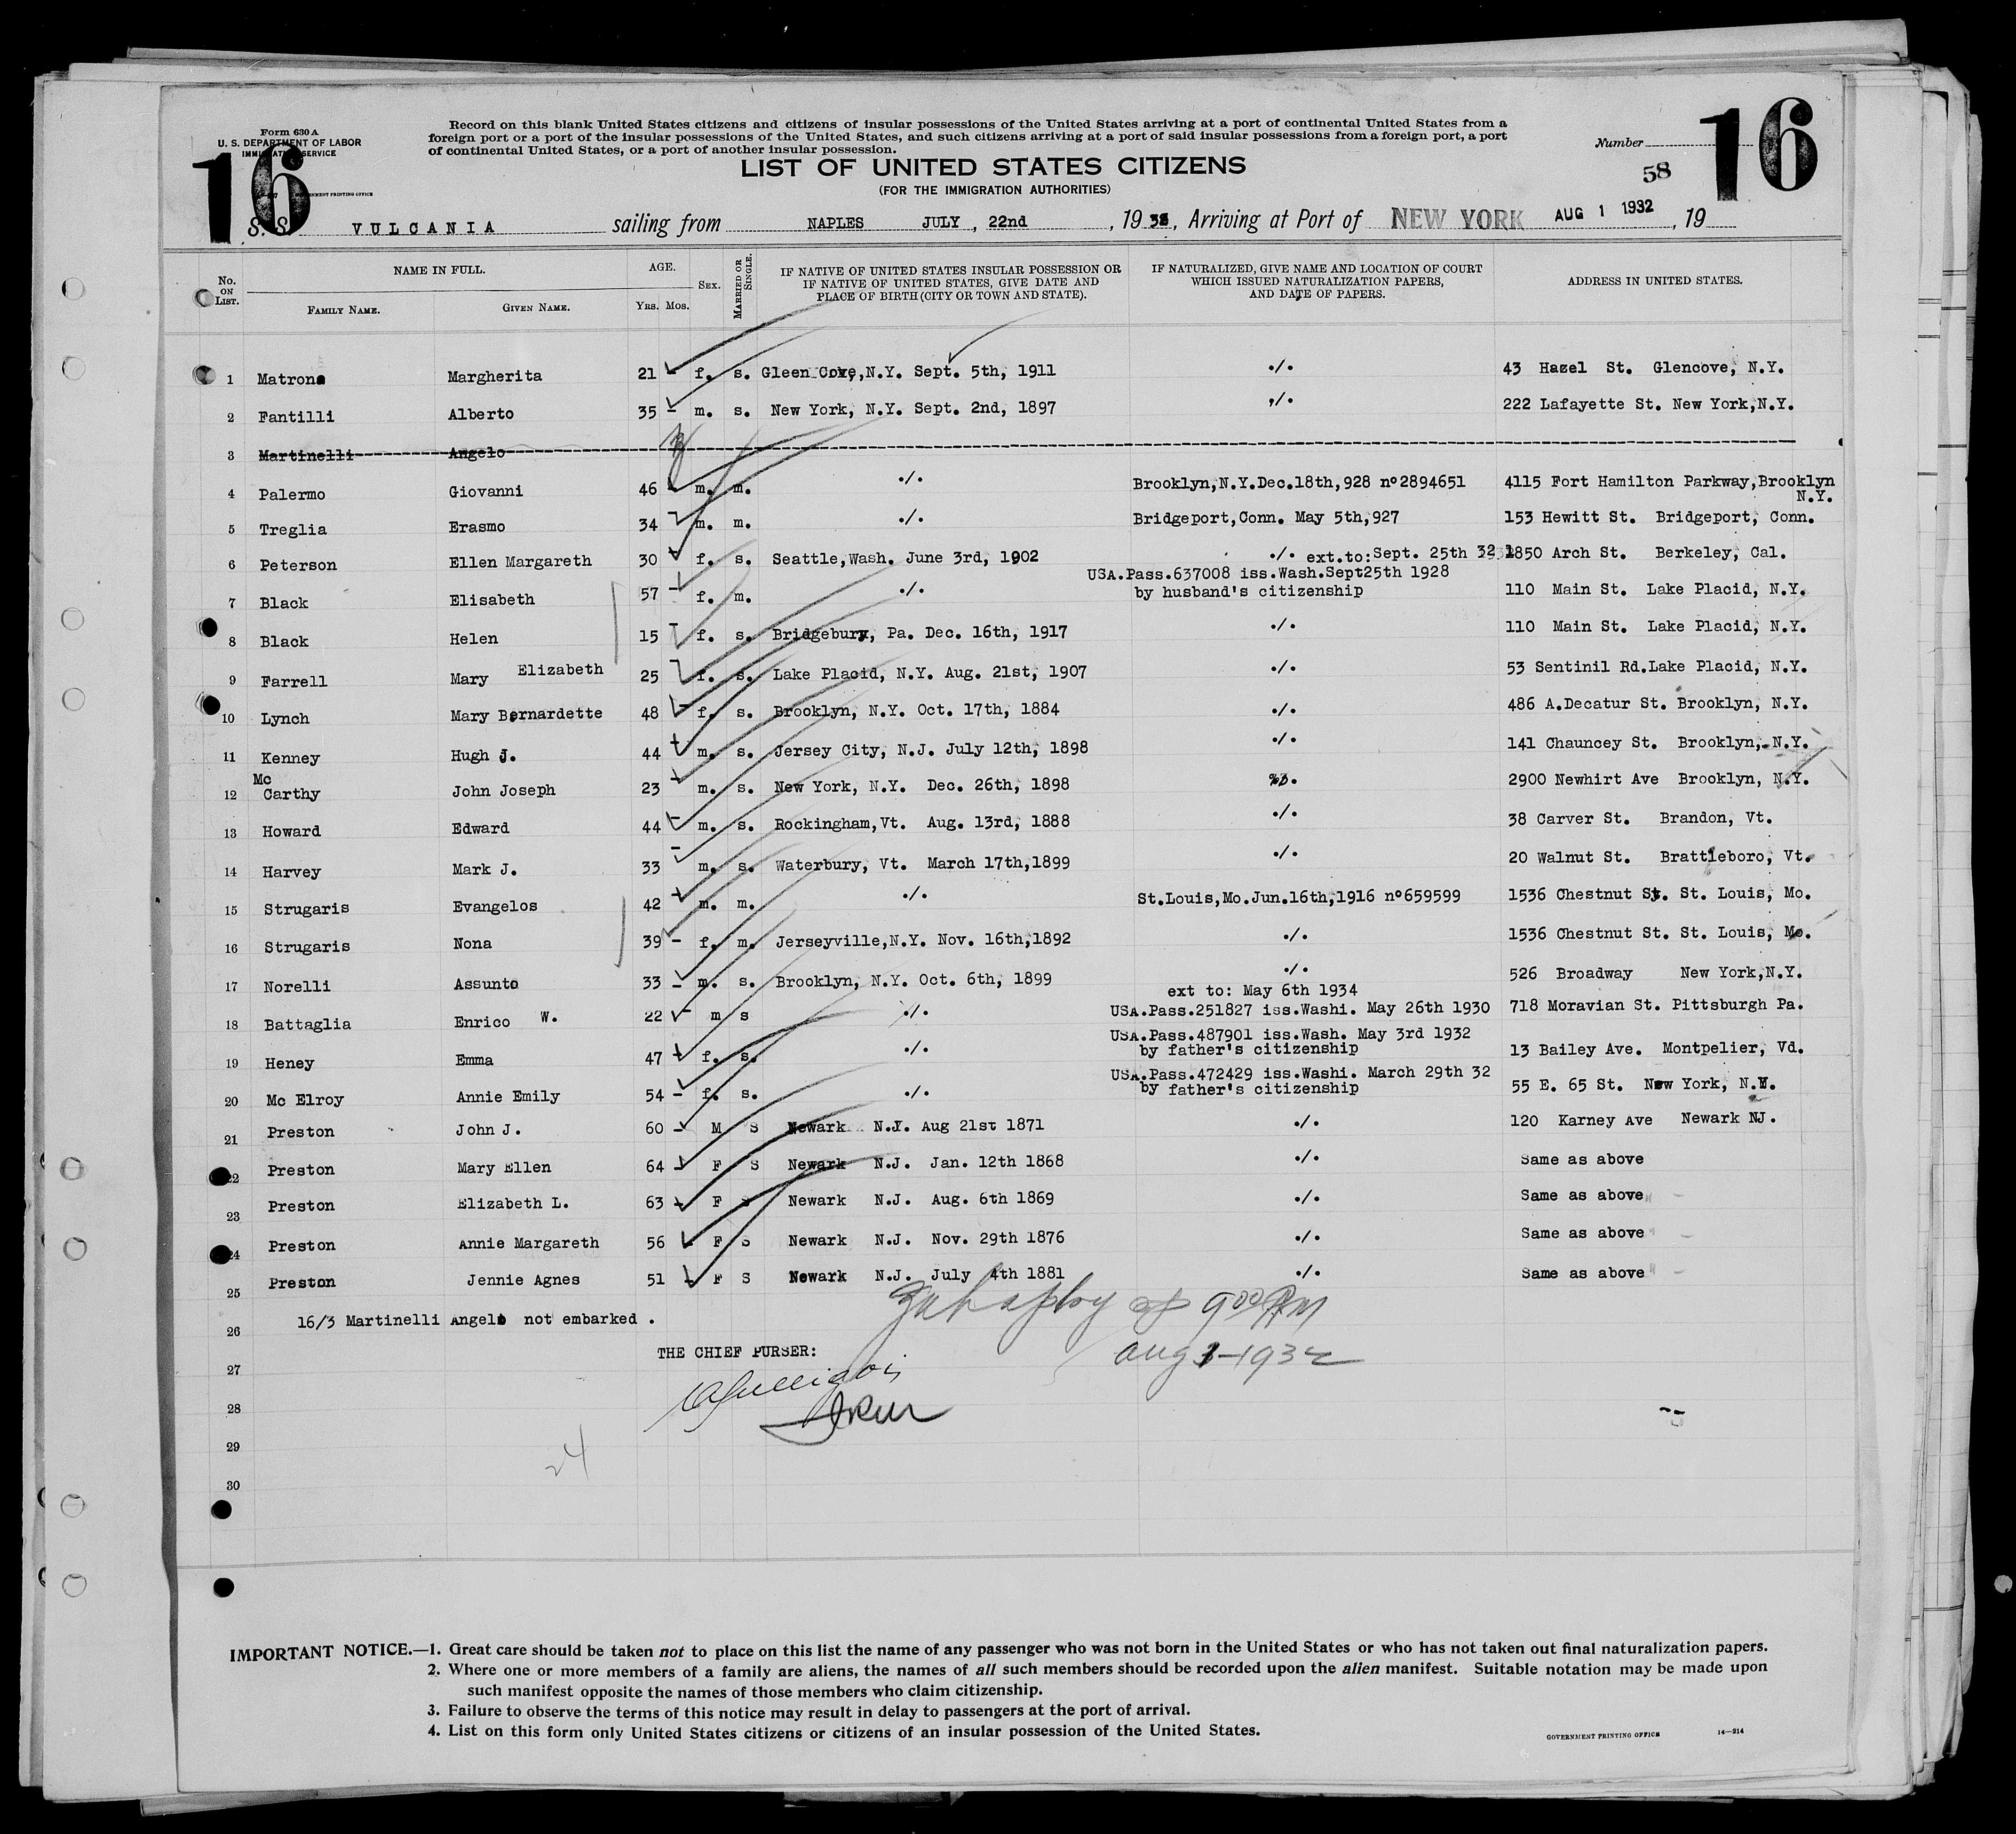 Form 630 A
U. S. DEPARTMENT OF LABOR
IMMIGRATION SERVICE
Record on this blank United States citizens and citizens of insular possessions of the United States arriving at a port of continental United States from a
foreign port or a port of the insular possessions of the United States, and such citizens arriving at a port of said insular possessions from a foreign port, a port
of continental United States, or a port of another insular possession.
Number
16
16
58
LIST OF UNITED STATES CITIZENS
(FOR THE IMMIGRATION AUTHORITIES)
S. S. VULCANIA sailing from NAPLES JULY, 22nd, 1932, Arriving at Port of NEW YORK AUG 1 1932, 19
No. ON LIST. NAME IN FULL. FAMILY NAME. GIVEN NAME. AGE. YRS. MOS. SEX. MARRIED OR SINGLE. IF NATIVE OF UNITED STATES INSULAR POSSESSION OR IF NATIVE OF UNITED STATES, GIVE DATE AND PLACE OF BIRTH (CITY OR TOWN AND STATE). IF NATURALIZED, GIVE NAME AND LOCATION OF COURT WHICH ISSUED NATURALIZATION PAPERS, AND DATE OF PAPERS. ADDRESS IN UNITED STATES.
1 Matrona Margherita 21 - f. s. Gleen Cove, N.Y. Sept. 5th, 1911 ./. 43 Hazel St. Glencove, N.Y.
2 Fantilli Alberto 35 - m. s. New York, N.Y. Sept. 2nd, 1897 ./. 222 Lafayette St. New York,N.Y.
3 Martinelli Angelo
4 Palermo Giovanni 46 - m. m. ./. Brooklyn,N.Y.Dec.18th,928 nº2894651 4115 Fort Hamilton Parkway,Brooklyn N.Y.
5 Treglia Erasmo 34 - m. m. ./. Bridgeport,Conn. May 5th,927 153 Hewitt St. Bridgeport, Conn.
6 Peterson Ellen Margareth 30 - f. s. Seattle,Wash. June 3rd, 1902 ./. ext.to:Sept. 25th 32 1850 Arch St. Berkeley, Cal.
USA.Pass.637008 iss.Wash.Sept25th 1928
7 Black Elisabeth 57 - f. m. ./. by husband's citizenship 110 Main St. Lake Placid, N.Y.
8 Black Helen 15 - f. s. Bridgebury, Pa. Dec. 16th, 1917 ./. 110 Main St. Lake Placid, N.Y.
9 Farrell Mary Elizabeth 25 - f. s. Lake Placid, N.Y. Aug. 21st, 1907 ./. 53 Sentinil Rd.Lake Placid, N.Y.
10 Lynch Mary Bernardette 48 - f. s. Brooklyn, N.Y. Oct. 17th, 1884 ./. 486 A.Decatur St. Brooklyn, N.Y.
11 Kenney Hugh J. 44 - m. s. Jersey City, N.J. July 12th, 1898 ./. 141 Chauncey St. Brooklyn, N.Y.
12 Mc Carthy John Joseph 23 - m. s. New York, N.Y. Dec. 26th, 1898 2900 Newhirt Ave Brooklyn, N.Y.
13 Howard Edward 44 - m. s. Rockingham,Vt. Aug. 13rd, 1888 ./. 38 Carver St. Brandon, Vt.
14 Harvey Mark J. 33 - m. s. Waterbury, Vt. March 17th,1899 ./. 20 Walnut St. Brattleboro, Vt.
15 Strugaris Evangelos 42 - m. m. ./. St.Louis,Mo.Jun.16th,1916 nº659599 1536 Chestnut St. St. Louis, Mo.
16 Strugaris Nona 39 - f. m. Jerseyville,N.Y. Nov. 16th,1892 ./. 1536 Chestnut St. St. Louis, Mo.
17 Norelli Assunto 33 - m. s. Brooklyn, N.Y. Oct. 6th, 1899 ./. 526 Broadway New York,N.Y.
ext to: May 6th 1934
18 Battaglia Enrico W. 22 - m s ./. USA.Pass.251827 iss.Washi. May 26th 1930 718 Moravian St. Pittsburgh Pa.
USA.Pass.487901 iss.Wash. May 3rd 1932
19 Heney Emma 47 - f. s. ./. by father's citizenship 13 Bailey Ave. Montpelier, Vd.
USA.Pass.472429 iss.Washi. March 29th 32
20 Mc Elroy Annie Emily 54 - f. s. ./. by father's citizenship 55 E. 65 St. New York, N.Y.
21 Preston John J. 60 - M S Newark N.Y. Aug 21st 1871 ./. 120 Karney Ave Newark NJ.
22 Preston Mary Ellen 64 - F S Newark N.J. Jan. 12th 1868 ./. Same as above
23 Preston Elizabeth L. 63 - F S Newark N.J. Aug. 6th 1869 ./. Same as above
24 Preston Annie Margareth 56 - F S Newark N.J. Nov. 29th 1876 ./. Same as above
25 Preston Jennie Agnes 51 - F S Newark N.J. July 4th 1881 ./. Same as above
26 16/3 Martinelli Angelo not embarked .
9 00 PM
THE CHIEF PURSER:
Aug 1-1932
27
28
29
24
30
IMPORTANT NOTICE.—1. Great care should be taken not to place on this list the name of any passenger who was not born in the United States or who has not taken out final naturalization papers.
2. Where one or more members of a family are aliens, the names of all such members should be recorded upon the alien manifest. Suitable notation may be made upon
such manifest opposite the names of those members who claim citizenship.
3. Failure to observe the terms of this notice may result in delay to passengers at the port of arrival.
4. List on this form only United States citizens or citizens of an insular possession of the United States.
GOVERNMENT PRINTING OFFICE 14—214